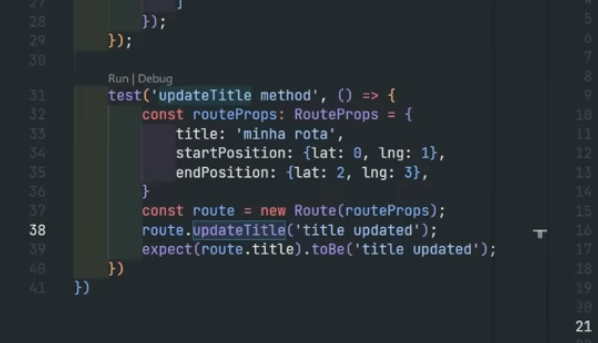 27 ]
28 });
29 });
30
Run | Debug
31 test('updateTitle method', () => {
32 const routeProps: RouteProps = {
33 title: 'minha rota',
34 startPosition: {lat: 0, lng: 1},
35 endPosition: {lat: 2, lng: 3},
36 }
37 const route = new Route(routeProps);
38 route.updateTitle('title updated');
39 expect(route.title).toBe('title updated');
40 })
41 })
5
6
7
8
9
10
11
12
13
14
15
16
17
18
19
20
21